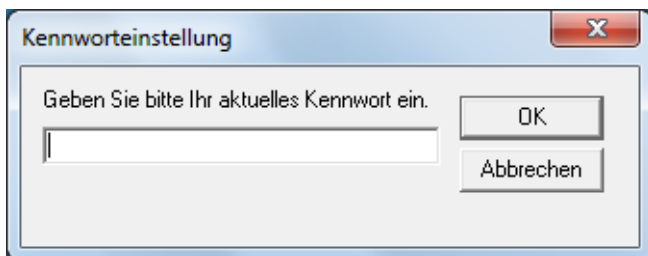 Kennworteinstellung
Geben Sie bitte Ihr aktuelles Kennwort ein.
OK
Abbrechen